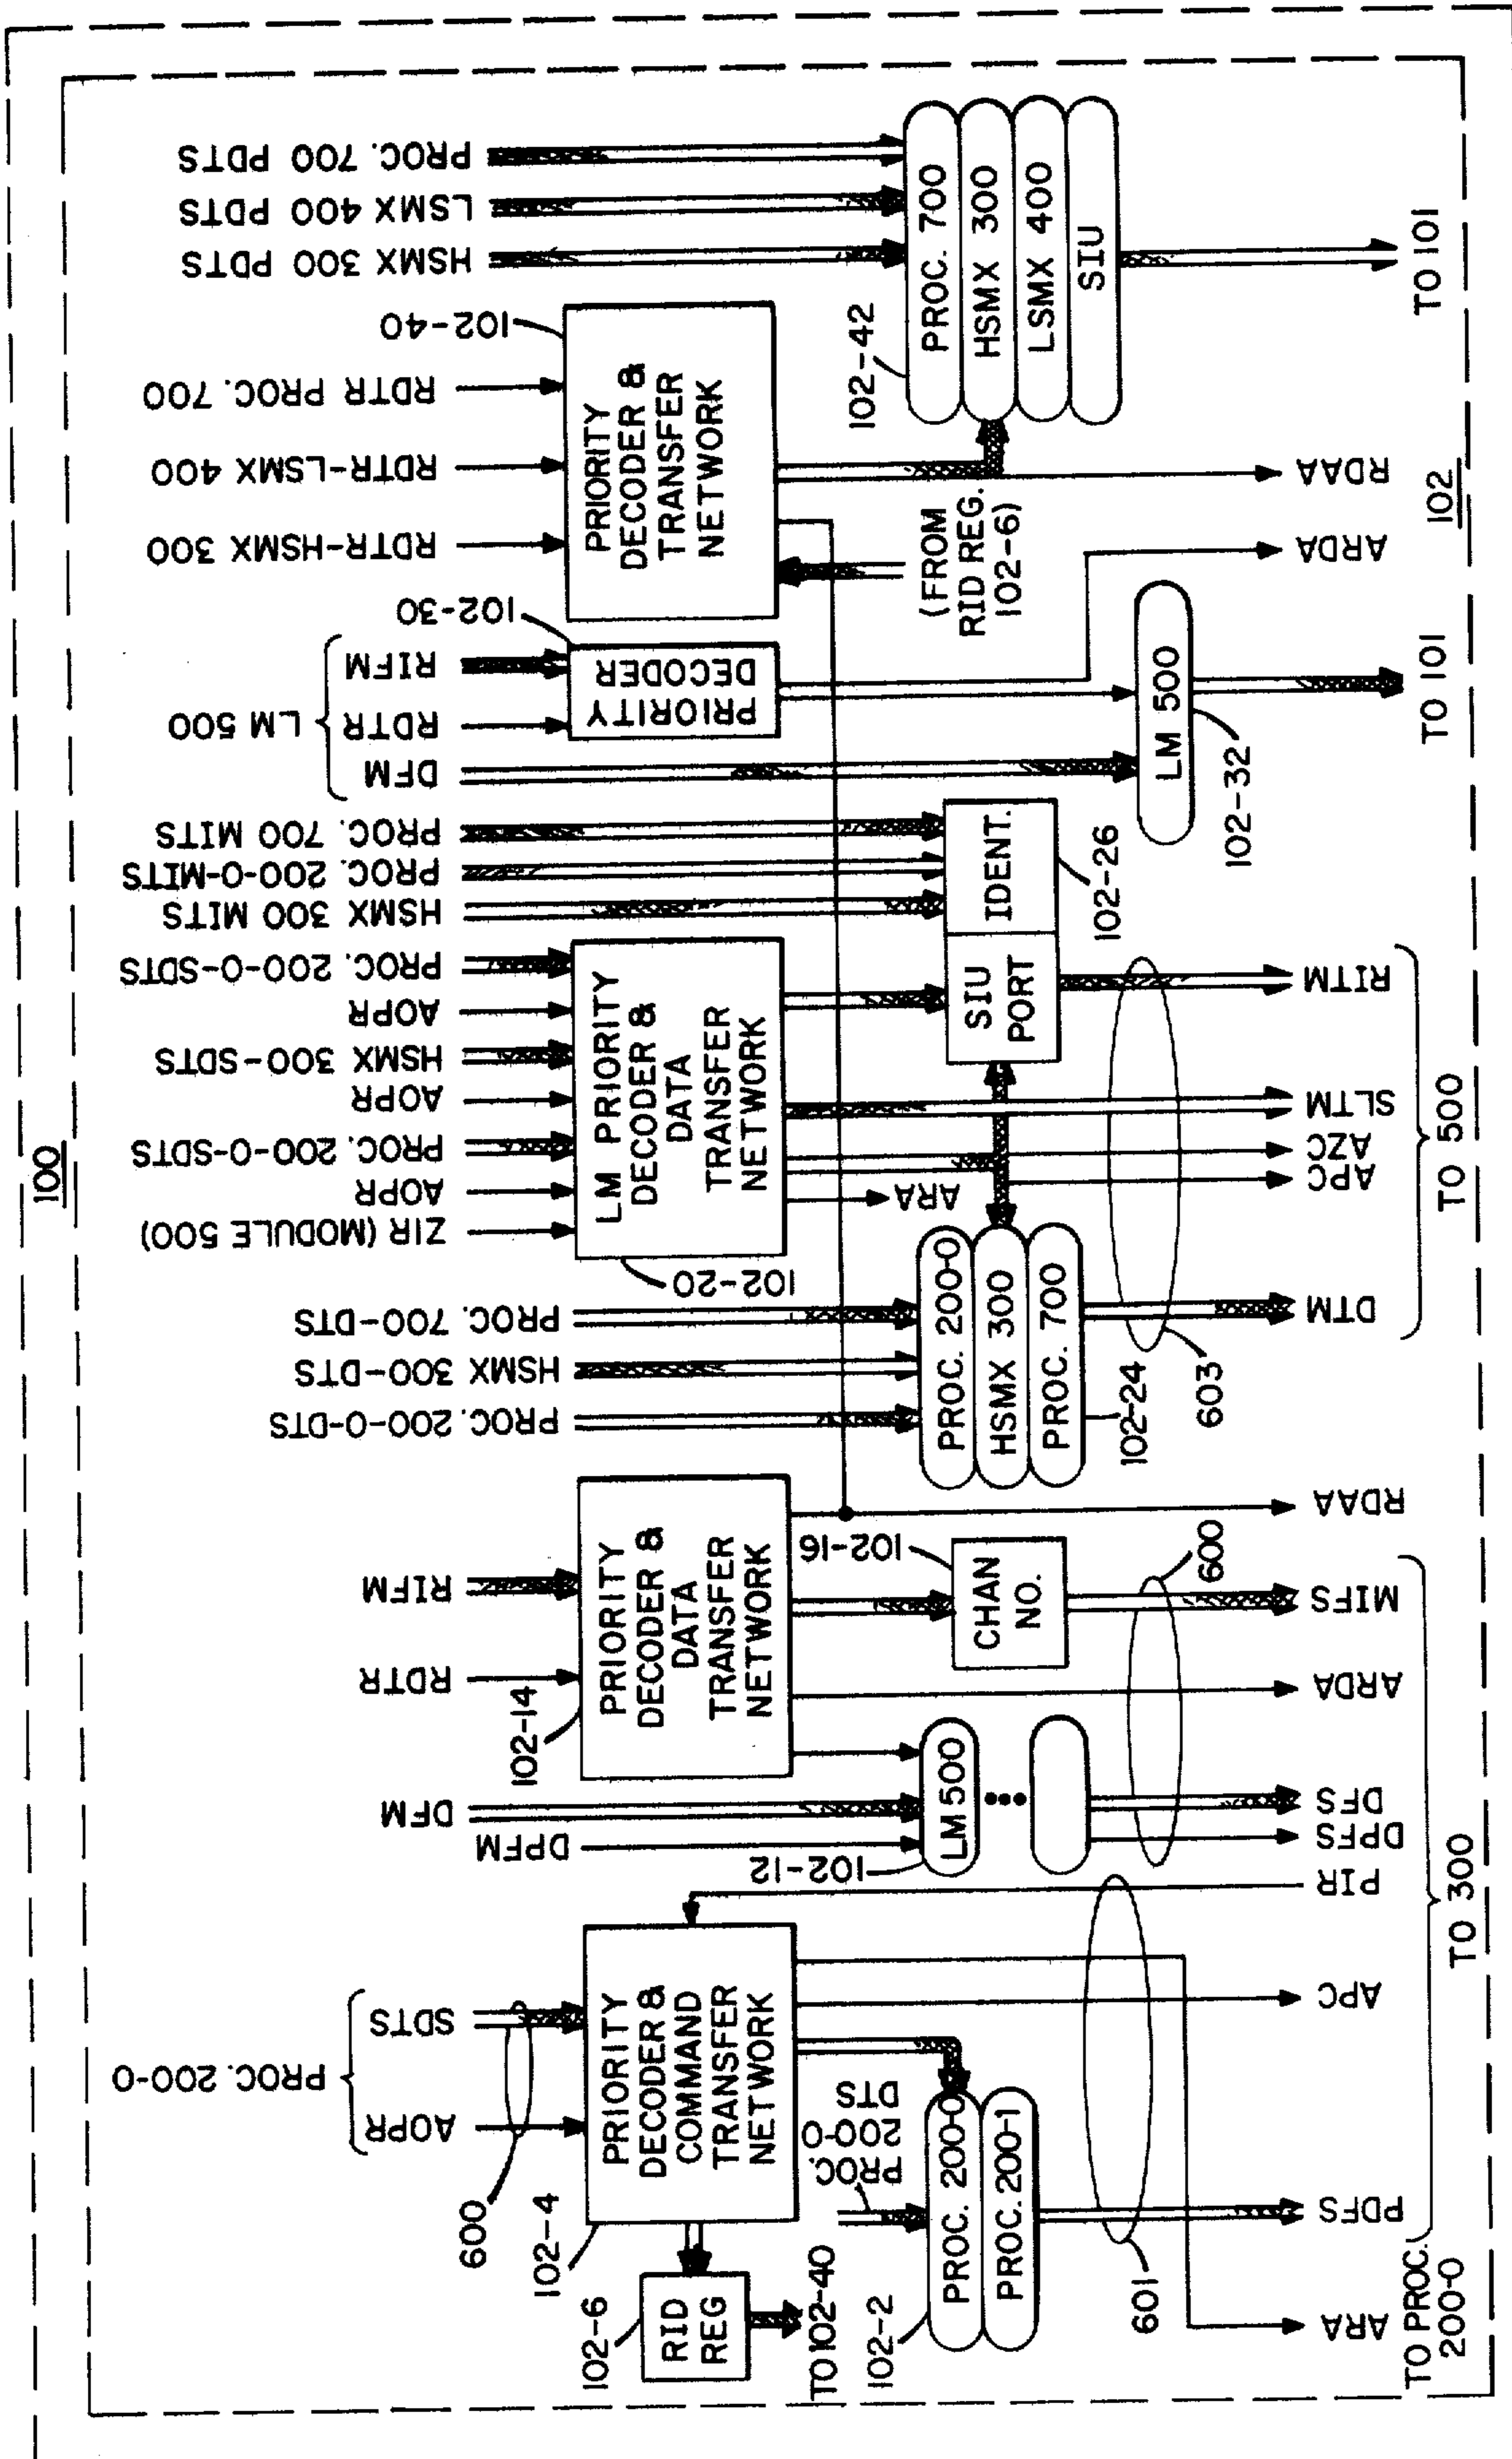 100
PROC. 200-0
AOPR
SDTS
600
102-4
PRIORITY
DECODER &
COMMAND
TRANSFER
NETWORK
102-6
RID
REG
TO 102-40
102-2
PROC.
200-0
DTS
PROC. 200-0
PROC. 200-1
601
ARA
TO PROC.
200-0
PDFS
APC
PIR
TO 300
DPFM
DFM
RDTR
RIFM
102-14
PRIORITY
DECODER &
DATA
TRANSFER
NETWORK
102-12
LM 500
102-16
CHAN
NO.
600
DPFS
DFS
ARDA
MIFS
RDAA
PROC. 200-0-DTS
HSMX 300-DTS
PROC. 700-DTS
PROC. 200-0
HSMX 300
PROC. 700
102-24
603
DTM
ZIR (MODULE 500)
AOPR
PROC. 200-0-SDTS
AOPR
HSMX 300-SDTS
AOPR
PROC. 200-0-SDTS
102-20
LM PRIORITY
DECODER &
DATA
TRANSFER
NETWORK
ARA
APC
AZC
SLTM
RITM
TO 500
HSMX 300 MITS
PROC. 200-0-MITS
PROC. 700 MITS
SIU
PORT
IDENT.
102-26
LM 500
DFM
RDTR
RIFM
102-30
PRIORITY
DECODER
LM 500
102-32
TO 101
ARDA
RDTR-HSMX 300
RDTR-LSMX 400
RDTR PROC. 700
102-40
PRIORITY
DECODER &
TRANSFER
NETWORK
(FROM
RID REG.
102-6)
RDAA
102
HSMX 300 PDTS
LSMX 400 PDTS
PROC. 700 PDTS
102-42
PROC. 700
HSMX 300
LSMX 400
SIU
TO 101